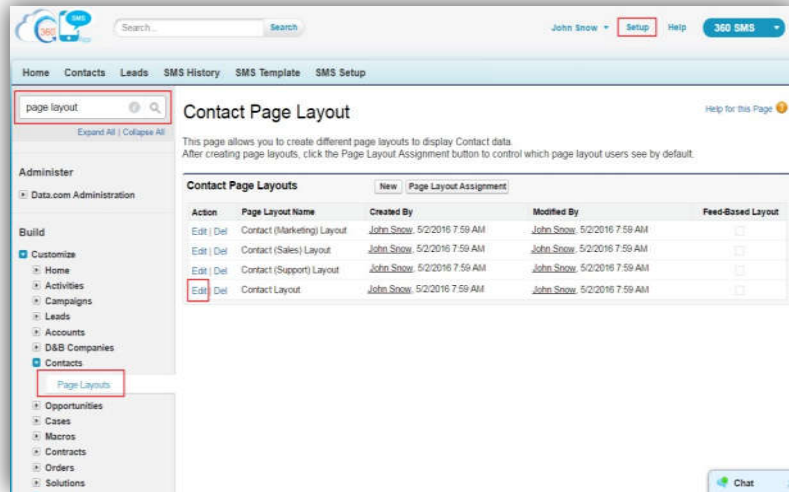 360
SMS
App
Search...
Search
John Snow
Setup
Help
360 SMS
Home Contacts Leads SMS History SMS Template SMS Setup
page layout
Expand All | Collapse All
Administer
Data.com Administration
Build
Customize
Home
Activities
Campaigns
Leads
Accounts
D&B Companies
Contacts
Page Layouts
Opportunities
Cases
Macros
Contracts
Orders
Solutions
Contact Page Layout
Help for this Page
This page allows you to create different page layouts to display Contact data.
After creating page layouts, click the Page Layout Assignment button to control which page layout users see by default.
Contact Page Layouts New Page Layout Assignment
Action Page Layout Name Created By Modified By Feed-Based Layout
Edit | Del Contact (Marketing) Layout John Snow, 5/2/2016 7:59 AM John Snow, 5/2/2016 7:59 AM
Edit | Del Contact (Sales) Layout John Snow, 5/2/2016 7:59 AM John Snow, 5/2/2016 7:59 AM
Edit | Del Contact (Support) Layout John Snow, 5/2/2016 7:59 AM John Snow, 5/2/2016 7:59 AM
Edit | Del Contact Layout John Snow, 5/2/2016 7:59 AM John Snow, 5/2/2016 7:59 AM
Chat